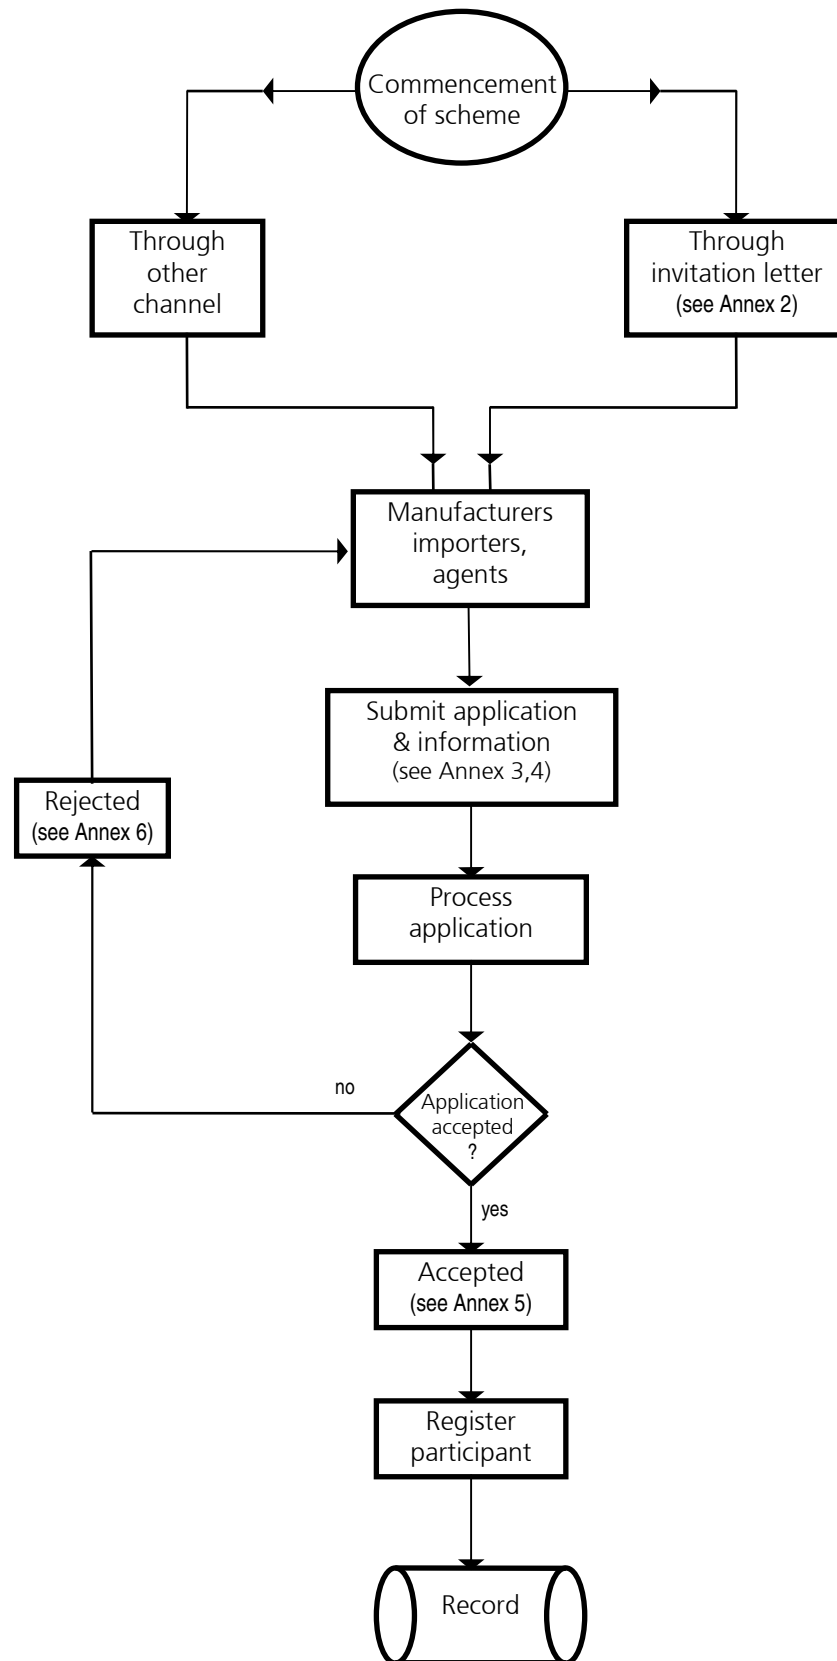 Commencement
of scheme
Through
other
channel
Through
invitation letter
(see Annex 2)
Manufacturers
importers,
agents
Submit application
& information
(see Annex 3,4)
Rejected
(see Annex 6)
Process
application
no
Application
accepted
?
yes
Accepted
(see Annex 5)
Register
participant
Record